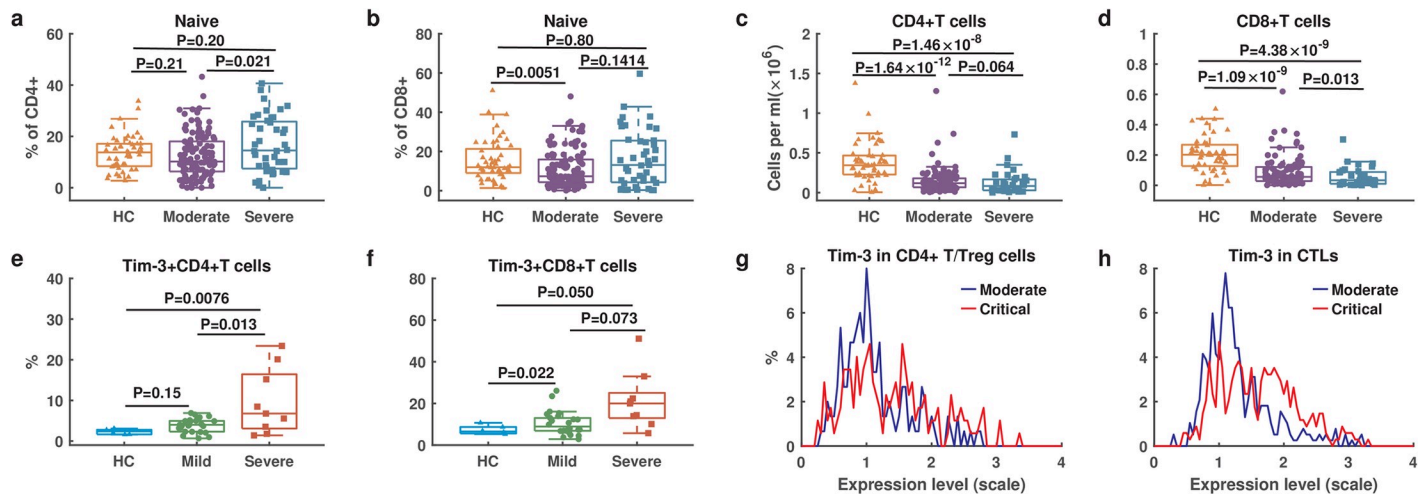 a
Naive
% of CD4+
60
40
20
0
P=0.20
P=0.21
P=0.021
HC
Moderate
Severe
b
Naive
% of CD8+
80
60
40
20
0
P=0.80
P=0.0051
P=0.1414
HC
Moderate
Severe
c
CD4+T cells
Cells per ml(×10⁶)
2
1.5
1
0.5
0
P=1.46×10⁻⁸
P=1.64×10⁻¹²
P=0.064
HC
Moderate
Severe
d
CD8+T cells
1
0.8
0.6
0.4
0.2
0
P=4.38×10⁻⁹
P=1.09×10⁻⁹
P=0.013
HC
Moderate
Severe
e
Tim-3+CD4+T cells
%
40
30
20
10
0
P=0.0076
P=0.013
P=0.15
HC
Mild
Severe
f
Tim-3+CD8+T cells
80
60
40
20
0
P=0.050
P=0.073
P=0.022
HC
Mild
Severe
g
Tim-3 in CD4+ T/Treg cells
%
8
6
4
2
0
Moderate
Critical
0
1
2
3
4
Expression level (scale)
h
Tim-3 in CTLs
8
6
4
2
0
Moderate
Critical
0
1
2
3
4
Expression level (scale)